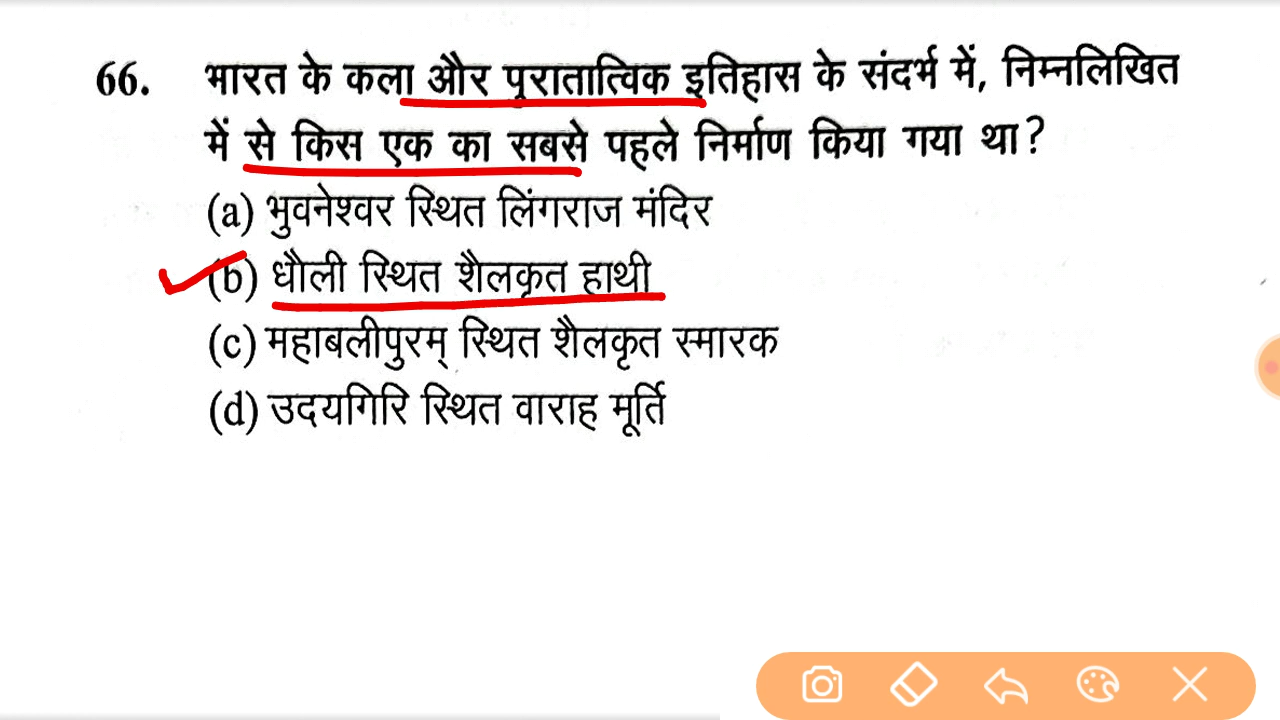 66. भारत के कला और पुरातात्विक इतिहास के संदर्भ में, निम्नलिखित
में से किस एक का सबसे पहले निर्माण किया गया था?
(a) भुवनेश्वर स्थित लिंगराज मंदिर
(b) धौली स्थित शैलकृत हाथी
(c) महाबलीपुरम् स्थित शैलकृत स्मारक
(d) उदयगिरि स्थित वाराह मूर्ति